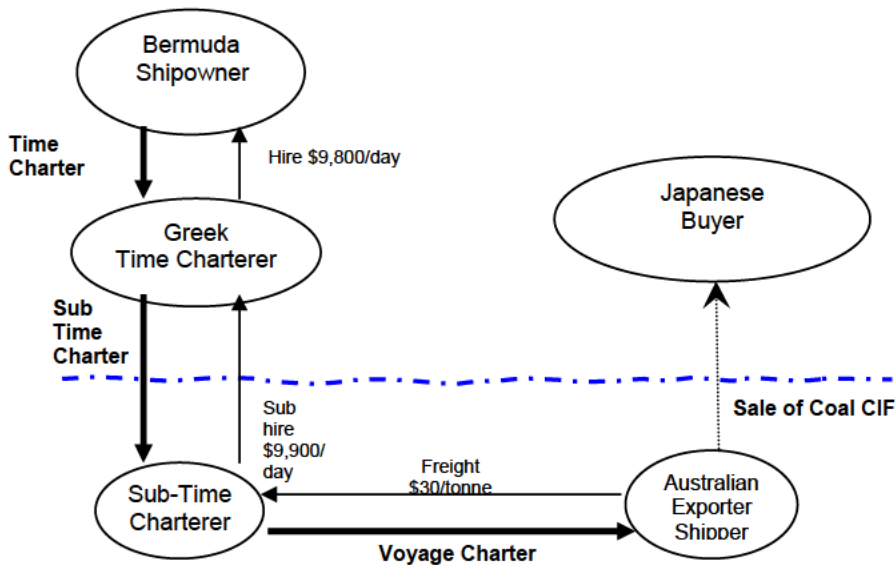 Bermuda
Shipowner
Time
Charter
Hire $9,800/day
Japanese
Buyer
Greek
Time Charterer
Sub
Time
Charter
Sale of Coal CIF
Sub
hire
$9,900/
day
Freight
$30/tonne
Sub-Time
Charterer
Australian
Exporter
Shipper
Voyage Charter